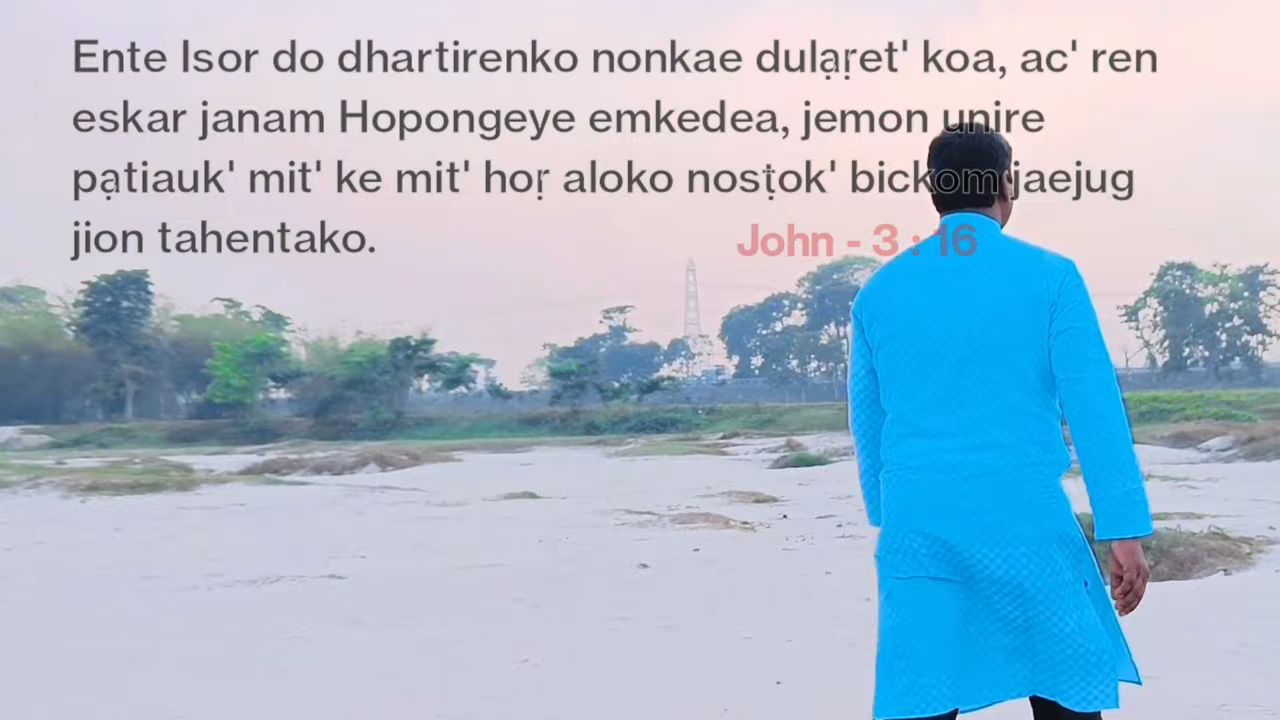 Ente Isor do dhartirenko nonkae dulạṛet' koa, ac' ren
eskar janam Hopongeye emkedea, jemon unire
pạtiauk' mit' ke mit' hoṛ aloko nosṭok' bickom jaejug
jion tahentako.
John - 3 : 16